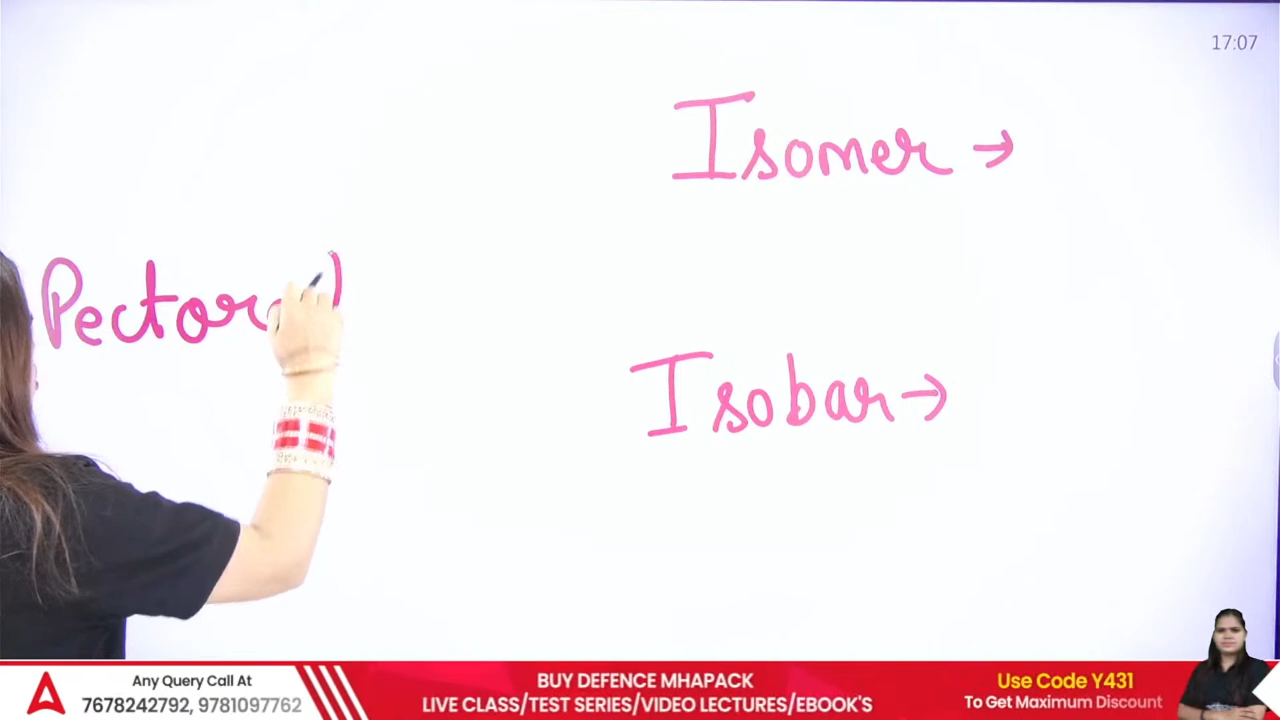 17:07
Isomer →
Pectoral
Isobar →
Any Query Call At
7678242792, 9781097762
BUY DEFENCE MHAPACK
LIVE CLASS/TEST SERIES/VIDEO LECTURES/EBOOK'S
Use Code Y431
To Get Maximum Discount